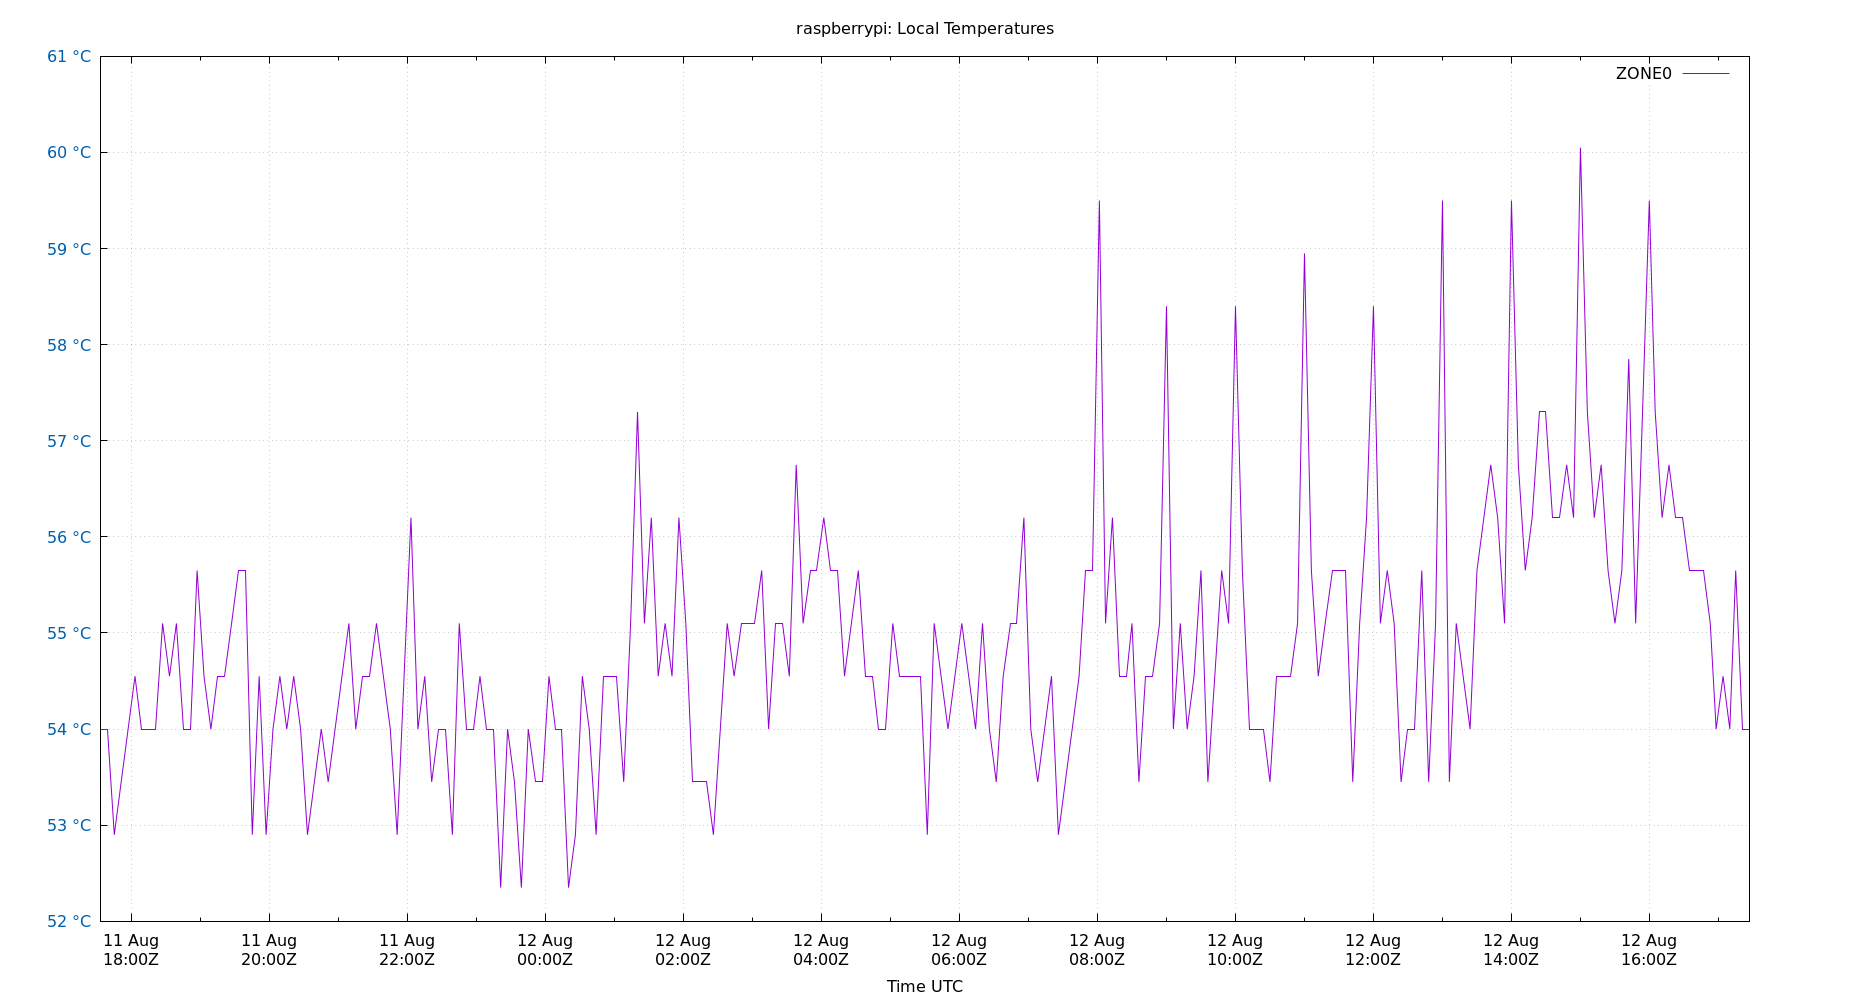 raspberrypi: Local Temperatures
61 °C
ZONE0
60 °C
59 °C
58 °C
57 °C
56 °C
55 °C
54 °C
53 °C
52 °C
11 Aug 11 Aug 11 Aug 12 Aug 12 Aug 12 Aug 12 Aug 12 Aug 12 Aug 12 Aug 12 Aug 12 Aug
18:00Z 20:00Z 22:00Z 00:00Z 02:00Z 04:00Z 06:00Z 08:00Z 10:00Z 12:00Z 14:00Z 16:00Z
Time UTC